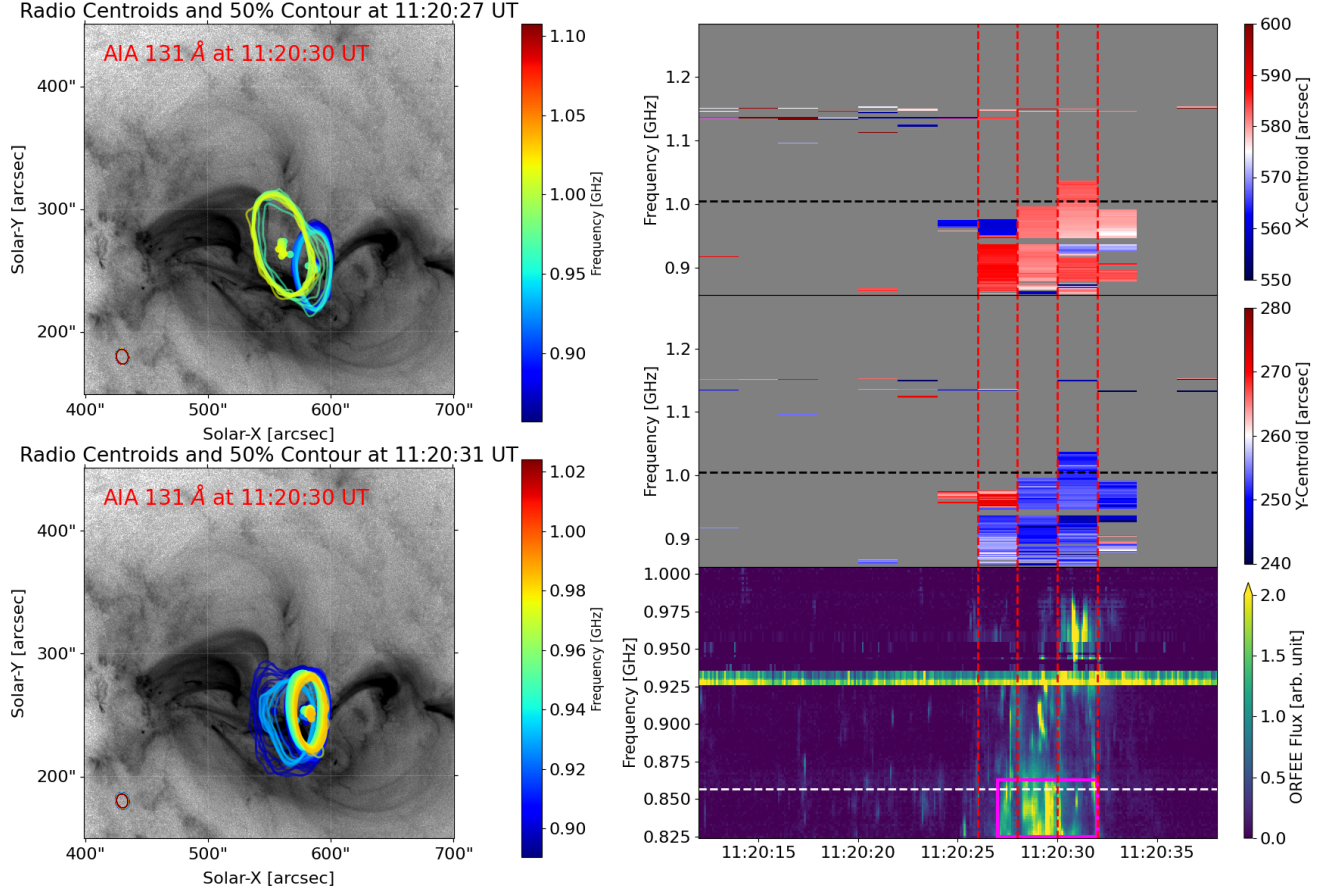 Radio Centroids and 50% Contour at 11:20:27 UT
AIA 131 Å at 11:20:30 UT
Solar-Y [arcsec]
400"
300"
200"
400" 500" 600" 700"
Solar-X [arcsec]
1.10
1.05
1.00
0.95
0.90
Frequency [GHz]
Radio Centroids and 50% Contour at 11:20:31 UT
AIA 131 Å at 11:20:30 UT
Solar-Y [arcsec]
400"
300"
200"
400" 500" 600" 700"
Solar-X [arcsec]
1.02
1.00
0.98
0.96
0.94
0.92
0.90
Frequency [GHz]
Frequency [GHz]
1.2
1.1
1.0
0.9
600
590
580
570
560
550
X-Centroid [arcsec]
Frequency [GHz]
1.2
1.1
1.0
0.9
280
270
260
250
240
Y-Centroid [arcsec]
Frequency [GHz]
1.000
0.975
0.950
0.925
0.900
0.875
0.850
0.825
11:20:15 11:20:20 11:20:25 11:20:30 11:20:35
2.0
1.5
1.0
0.5
0.0
ORFEE Flux [arb. unit]